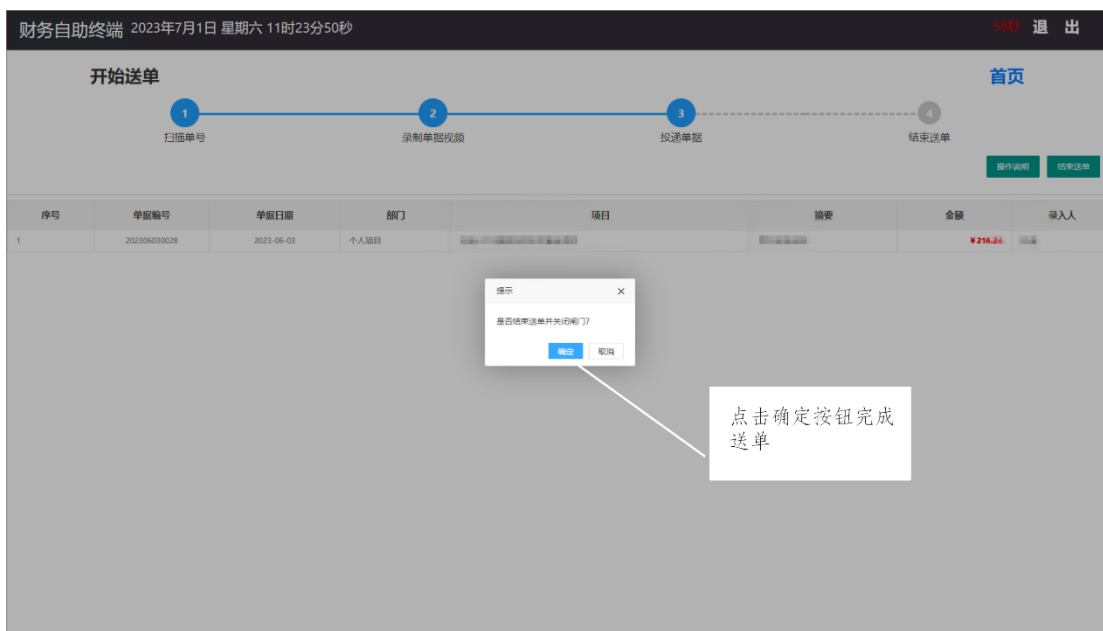 财务自助终端 2023年7月1日 星期六 11时23分50秒 58秒 退 出
开始送单 首页
1 2 3 4
扫描单号 录制单据视频 投递单据 结束送单
操作说明 结束送单
序号 单据编号 单据日期 部门 项目 摘要 金额 录入人
1 202306030028 2023-06-03 个人项目 ¥216.24
提示 ×
是否结束送单并关闭闸门?
确定 取消
点击确定按钮完成
送单